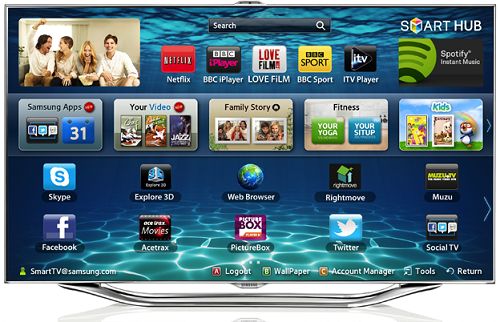 Search
SMART HUB
NETFLIX
BBC
iPlayer
LOVE
FiLM
BBC
SPORT
itv
Spotify
Instant Music
Netflix
BBC iPlayer
LOVE FiLM
BBC Sport
ITV Player
Samsung Apps
Your Video
Family Story
Fitness
Kids
31
JAZZ
YOUR
YOGA
YOUR
SITUP
Explore 3D
rightmove
MUZU.TV
Skype
Explore 3D
Web Browser
Rightmove
Muzu
acetrax
Movies
PICTURE
BOX
Facebook
Acetrax
PictureBox
Twitter
Social TV
SmartTV@samsung.com
A Logout
B WallPaper
C Account Manager
Tools
Return
SAMSUNG